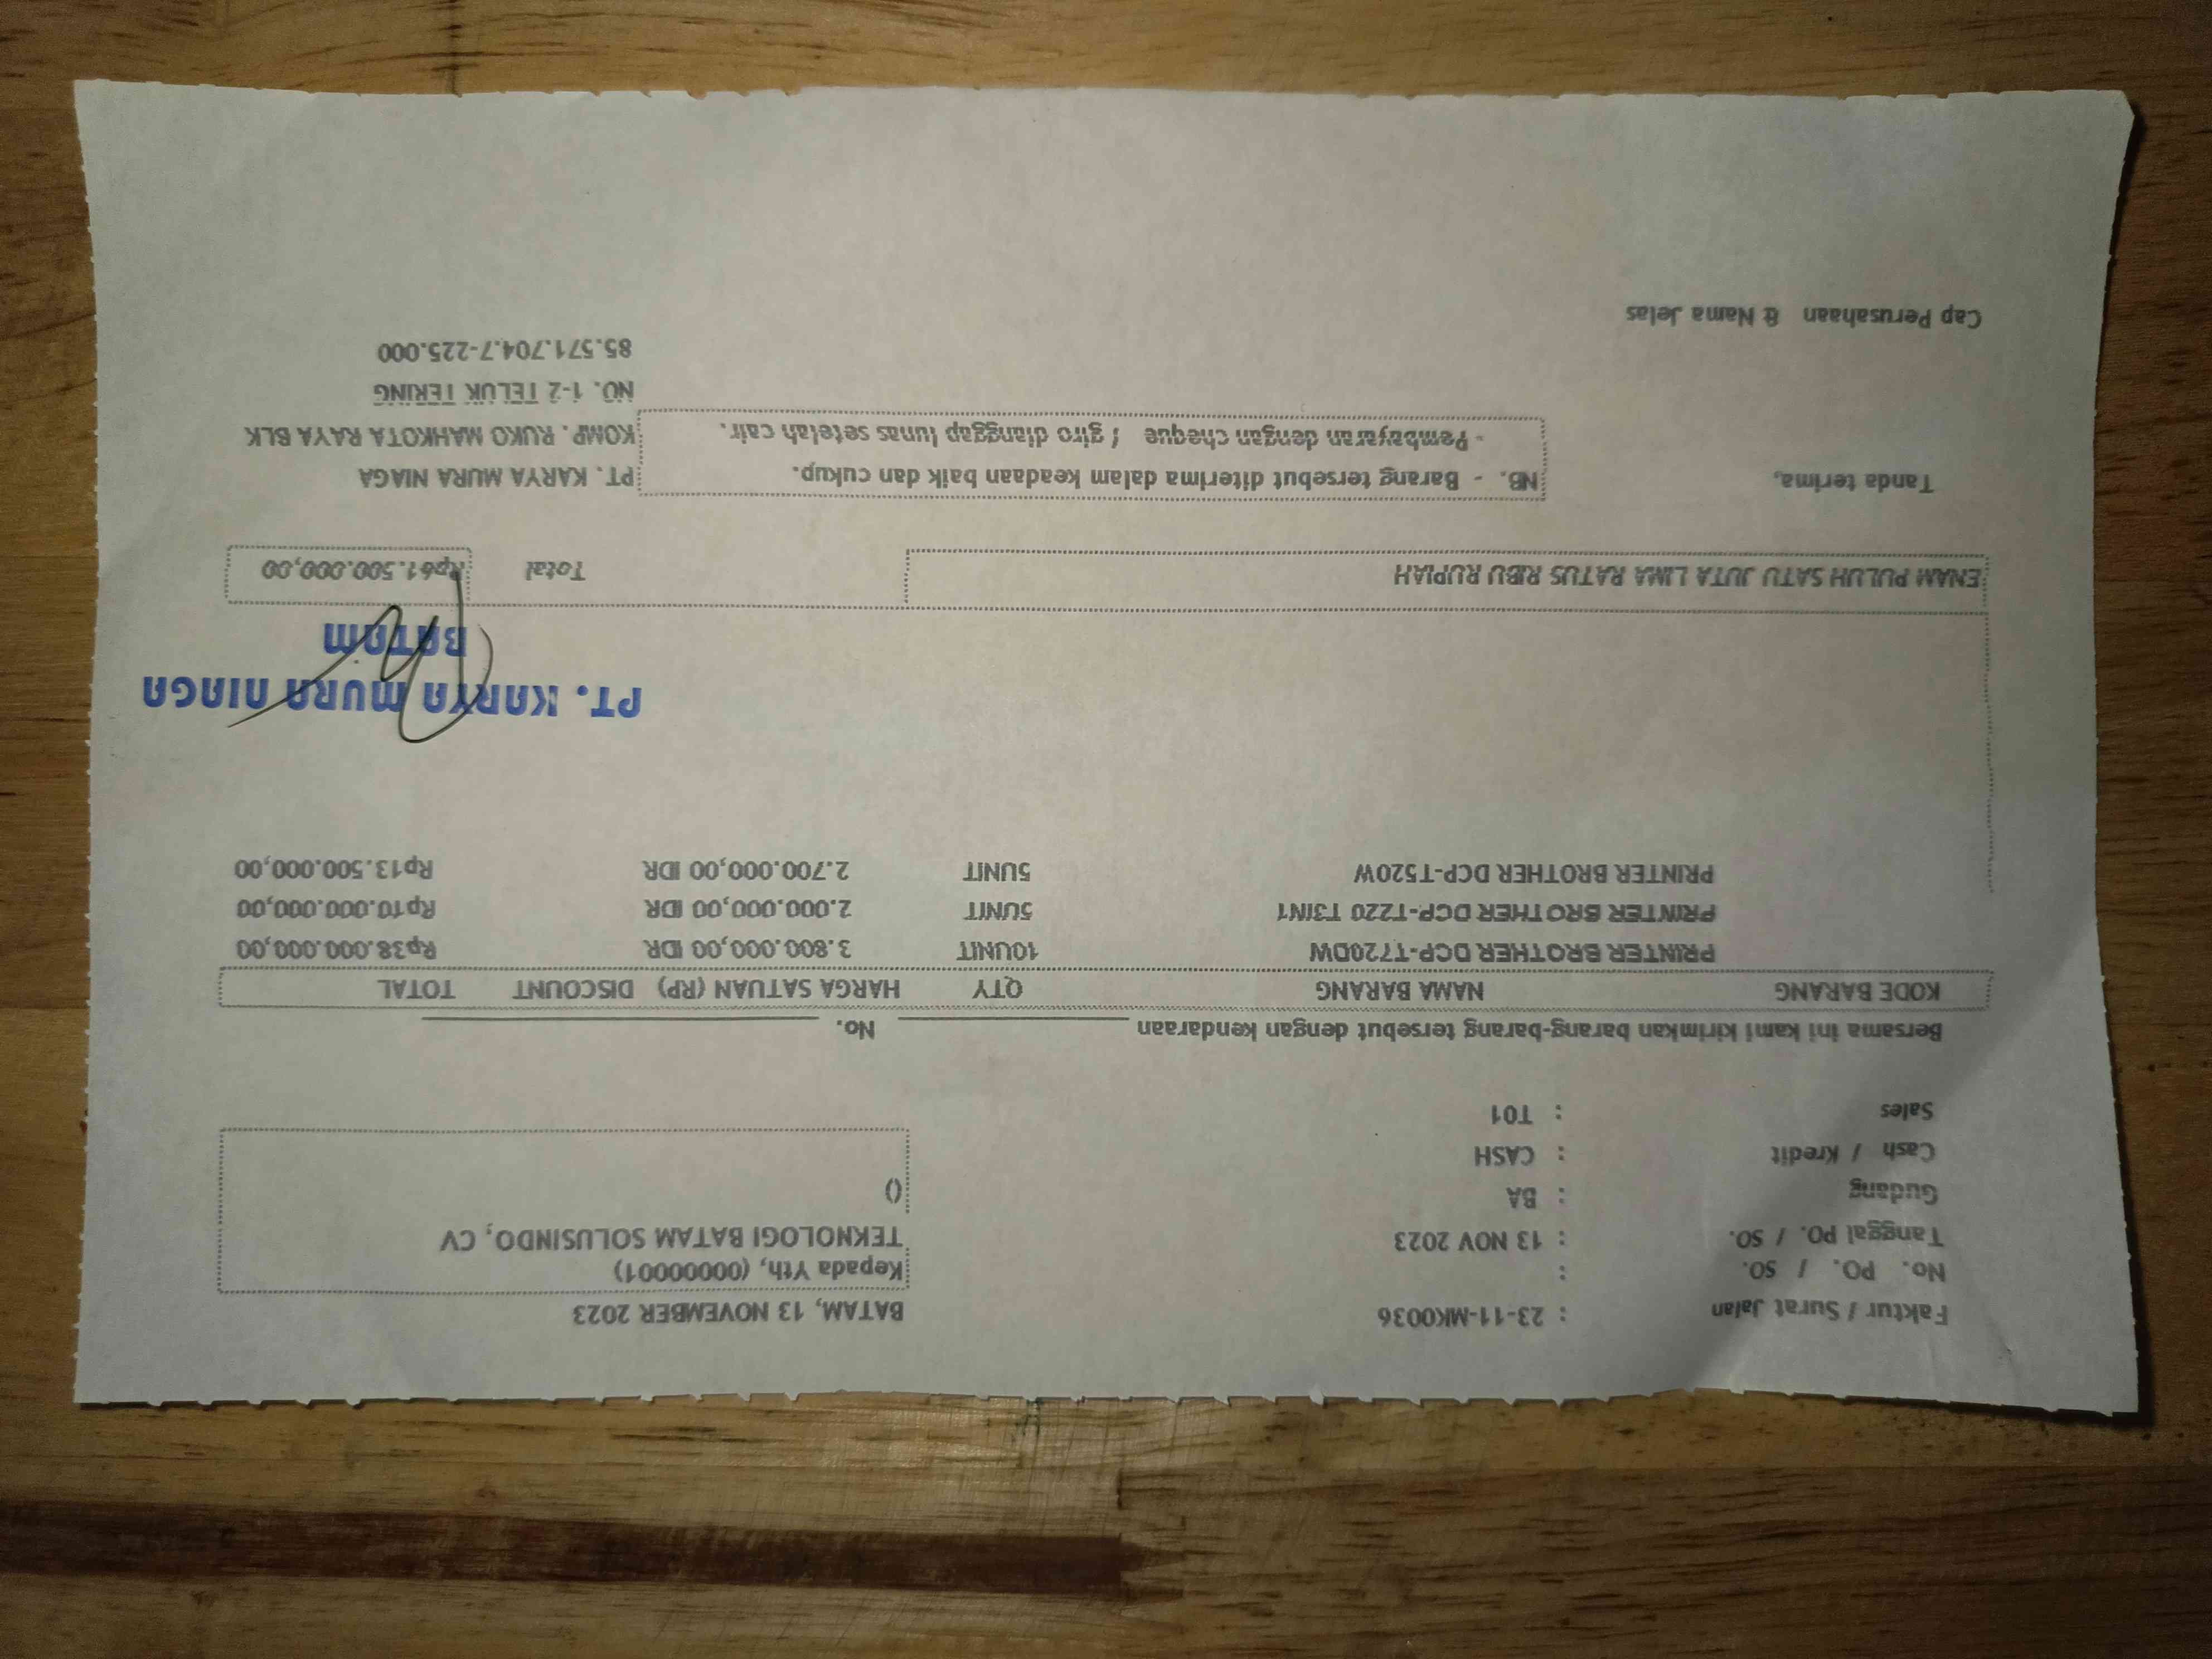 Faktur / Surat Jalan : 23-11-MK0036 BATAM, 13 NOVEMBER 2023
No. PO. / SO. : Kepada Yth, (00000001)
Tanggal PO. / SO. : 13 NOV 2023 TEKNOLOGI BATAM SOLUSINDO, CV
Gudang : BA ()
Cash / Kredit : CASH
Sales : T01
Bersama ini kami kirimkan barang-barang tersebut dengan kendaraan No.
KODE BARANG NAMA BARANG QTY HARGA SATUAN (RP) DISCOUNT TOTAL
PRINTER BROTHER DCP-T720DW 10UNIT 3.800.000,00 IDR Rp38.000.000,00
PRINTER BROTHER DCP-T220 T3IN1 5UNIT 2.000.000,00 IDR Rp10.000.000,00
PRINTER BROTHER DCP-T520W 5UNIT 2.700.000,00 IDR Rp13.500.000,00
PT. KARYA MURA NIAGA
BATAM
ENAM PULUH SATU JUTA LIMA RATUS RIBU RUPIAH Total Rp61.500.000,00
Tanda terima, NB. - Barang tersebut diterima dalam keadaan baik dan cukup. PT. KARYA MURA NIAGA
- Pembayaran dengan cheque / giro dianggap lunas setelah cair. KOMP. RUKO MAHKOTA RAYA BLK
NO. 1-2 TELUK TERING
85.571.704.7-225.000
Cap Perusahaan & Nama Jelas